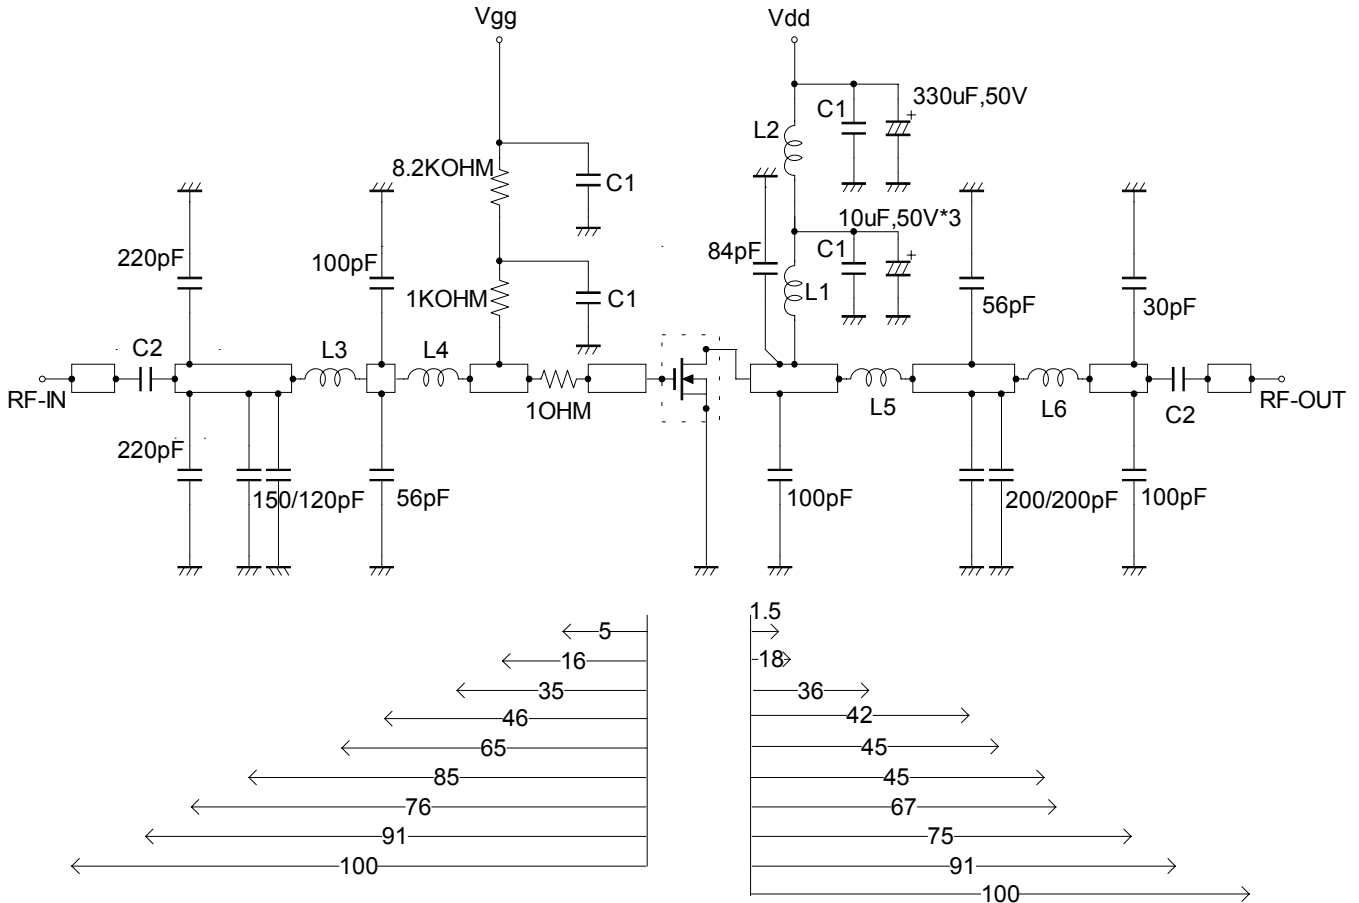 Vgg
Vdd
330uF,50V
C1
L2
8.2KOHM
C1
10uF,50V*3
220pF
100pF
84pF
C1
1KOHM
C1
L1
56pF
30pF
C2
L3
L4
RF-IN
1OHM
L5
L6
C2
RF-OUT
220pF
150/120pF
56pF
100pF
200/200pF
100pF
1.5
5
16
18
35
36
46
42
65
45
85
45
76
67
91
75
100
91
100